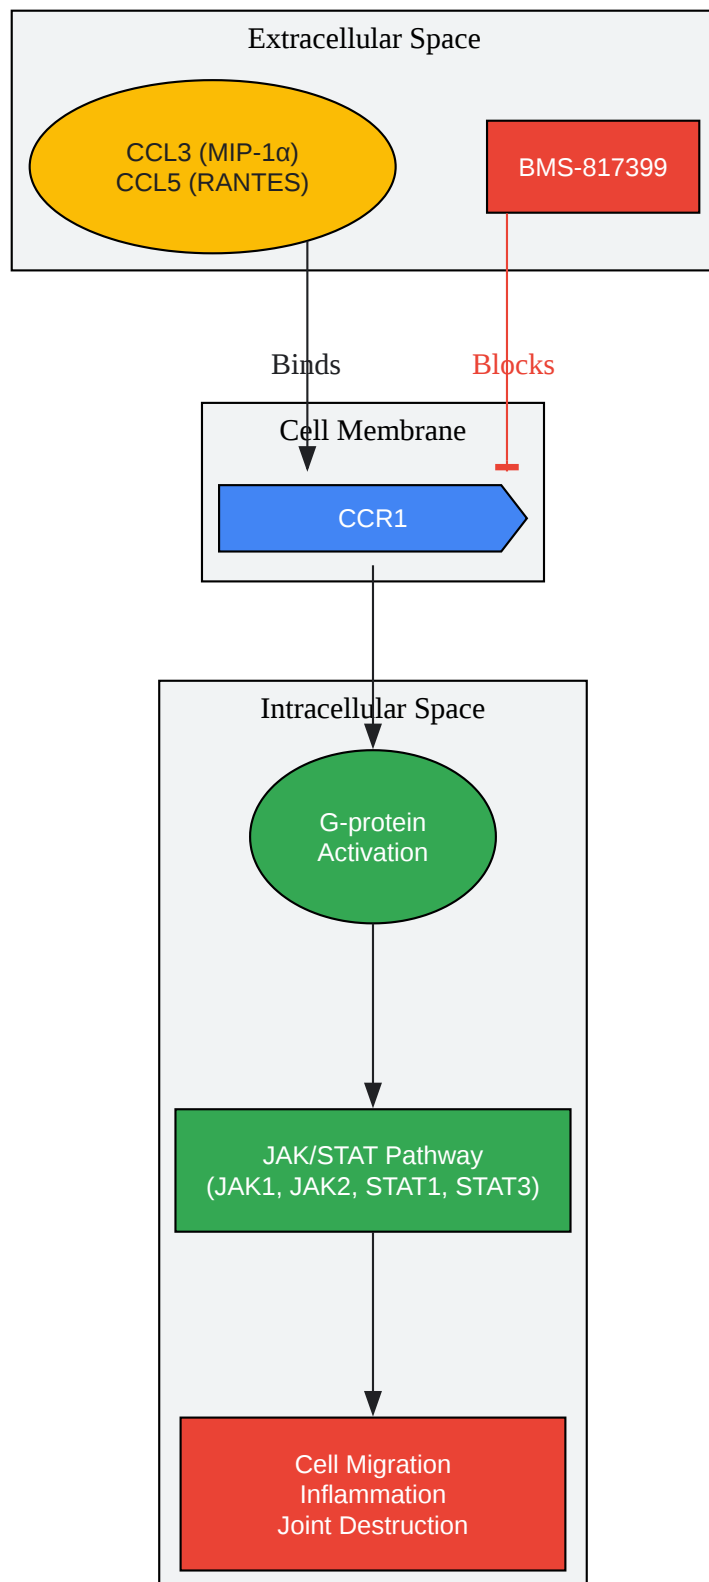 Extracellular Space
CCL3 (MIP-1α)
CCL5 (RANTES)
BMS-817399
Binds
Blocks
Cell Membrane
CCR1
Intracellular Space
G-protein
Activation
JAK/STAT Pathway
(JAK1, JAK2, STAT1, STAT3)
Cell Migration
Inflammation
Joint Destruction